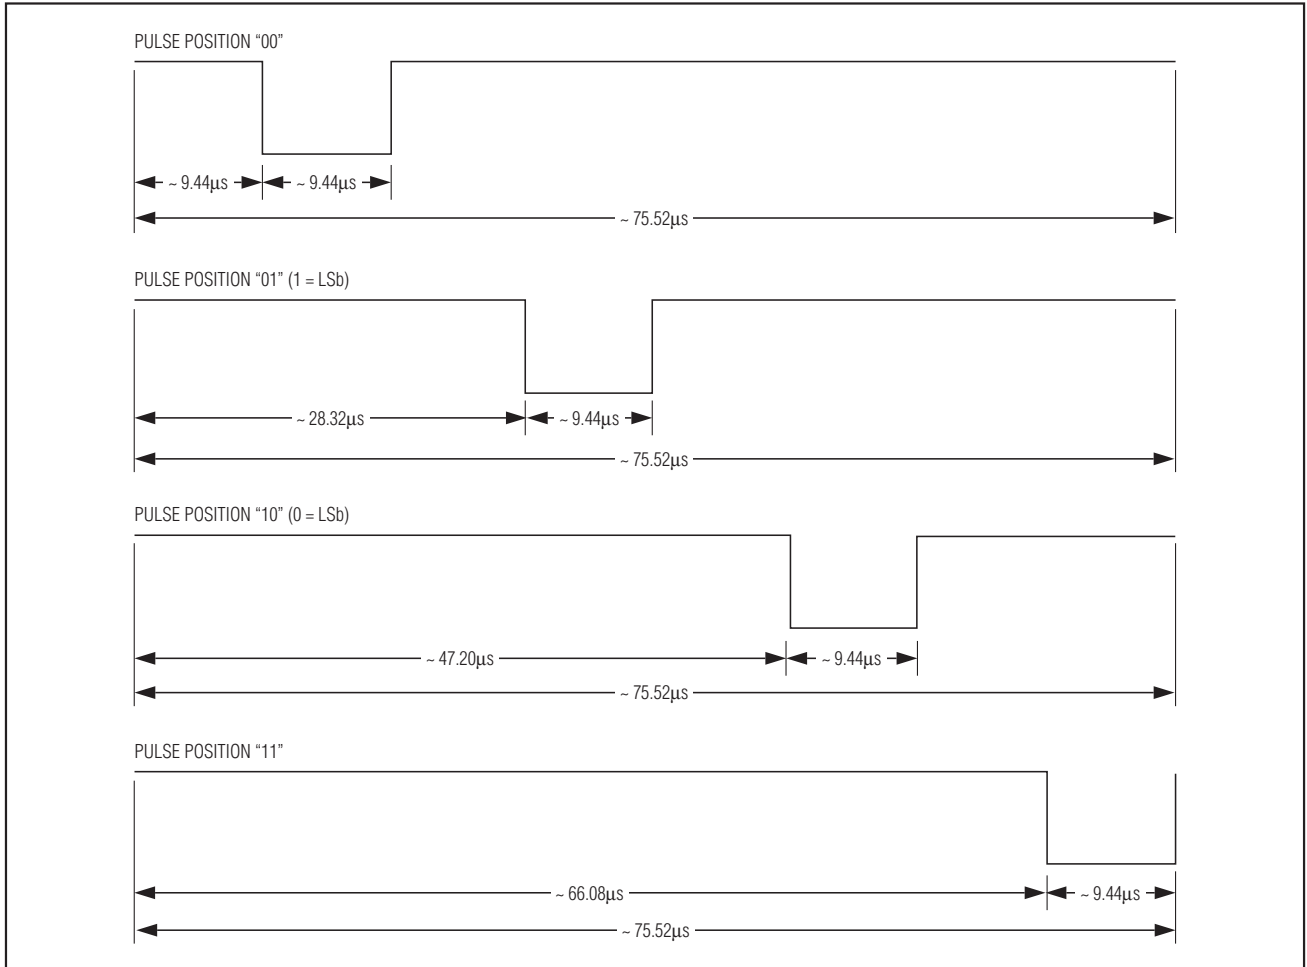 PULSE POSITION “00”
~ 9.44µs
~ 9.44µs
~ 75.52µs
PULSE POSITION “01” (1 = LSb)
~ 28.32µs
~ 9.44µs
~ 75.52µs
PULSE POSITION “10” (0 = LSb)
~ 47.20µs
~ 9.44µs
~ 75.52µs
PULSE POSITION “11”
~ 66.08µs
~ 9.44µs
~ 75.52µs